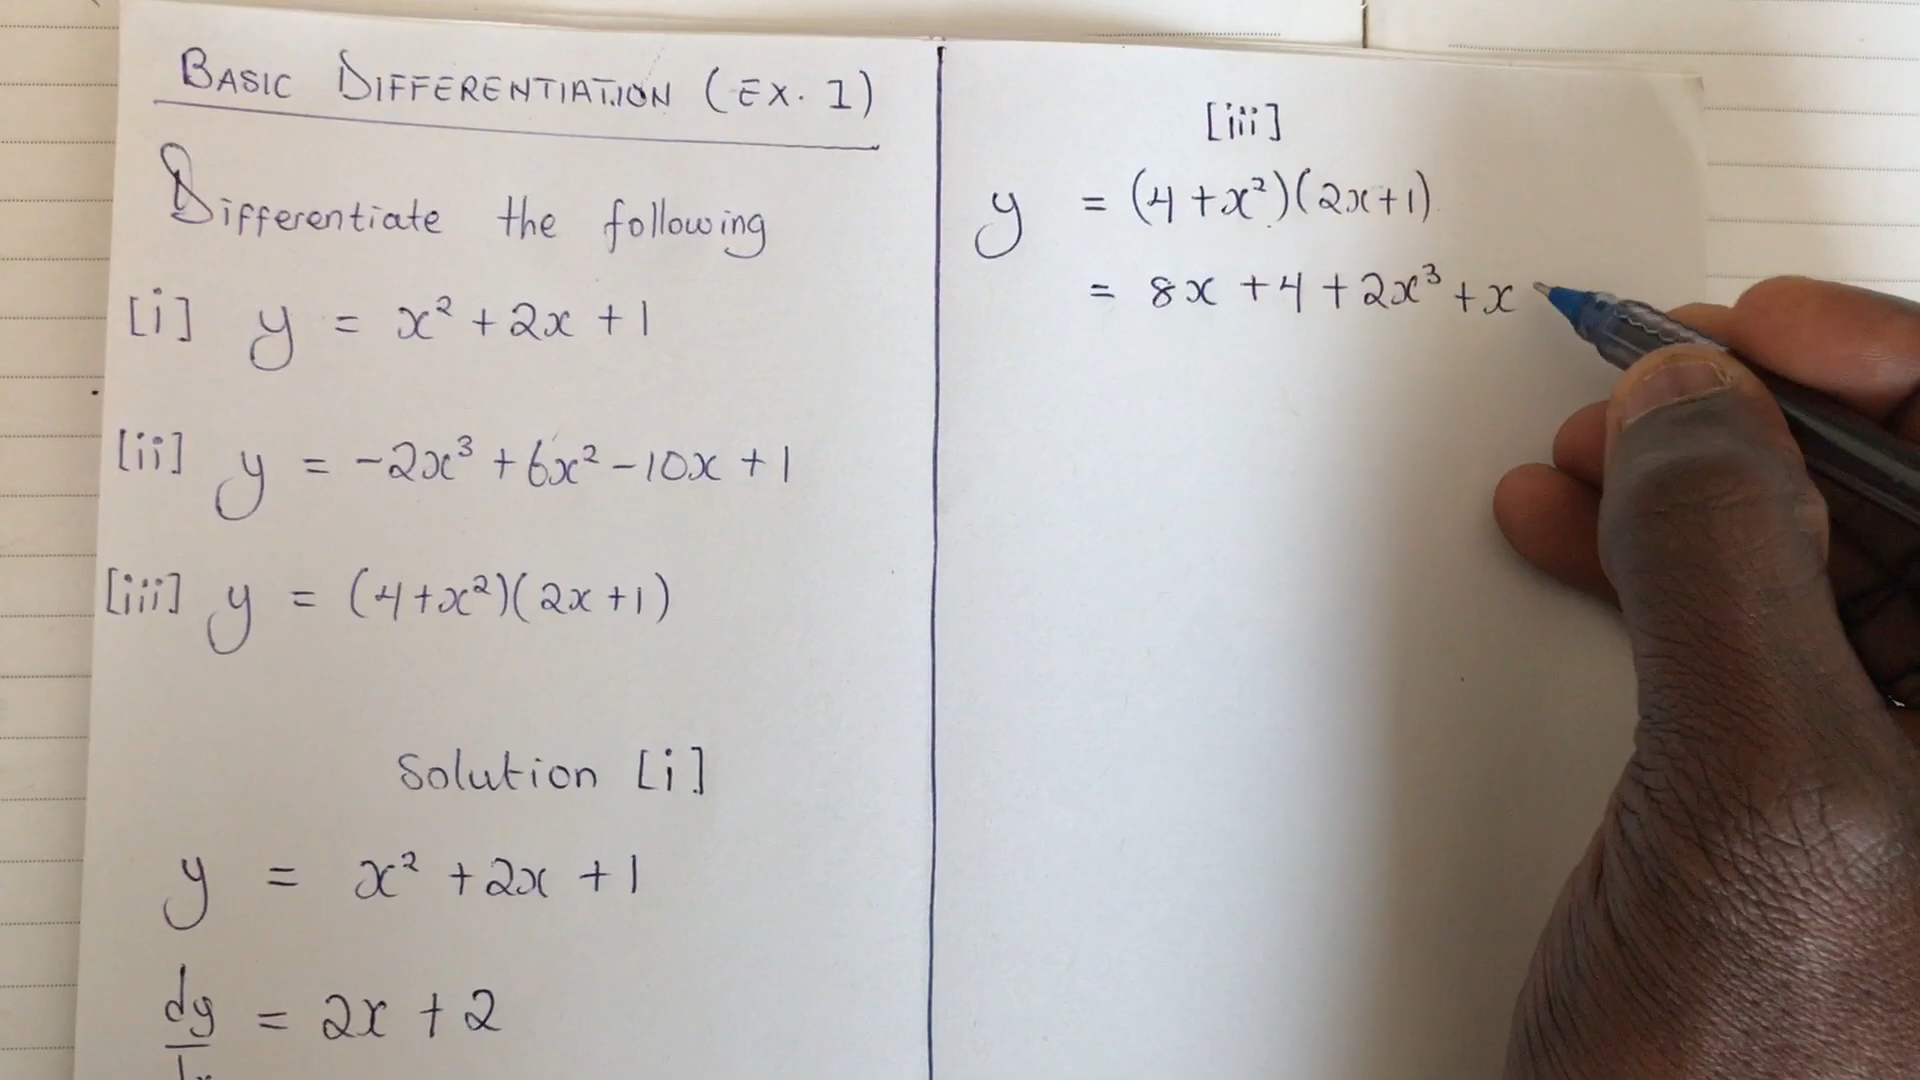 BASIC DIFFERENTIATION (EX. 1)
Differentiate the following
[i] y = x² + 2x + 1
[ii] y = -2x³ + 6x² - 10x + 1
[iii] y = (4+x²)(2x+1)
Solution [i]
y = x² + 2x + 1
dy = 2x + 2
[iii]
y = (4+x²)(2x+1)
= 8x + 4 + 2x³ + x